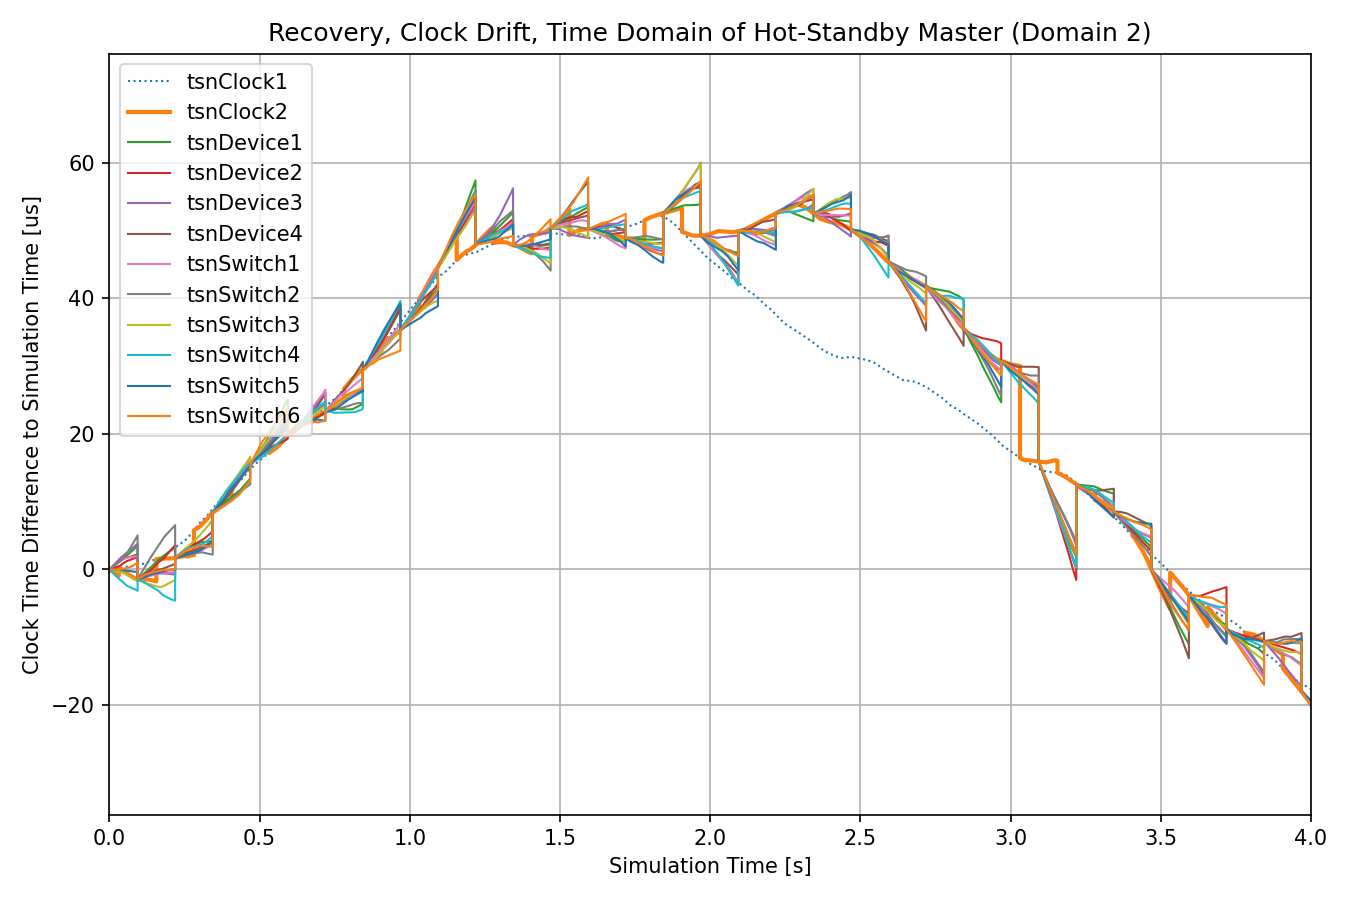 Recovery, Clock Drift, Time Domain of Hot-Standby Master (Domain 2)
Clock Time Difference to Simulation Time [us]
60
40
20
0
−20
tsnClock1
tsnClock2
tsnDevice1
tsnDevice2
tsnDevice3
tsnDevice4
tsnSwitch1
tsnSwitch2
tsnSwitch3
tsnSwitch4
tsnSwitch5
tsnSwitch6
0.0 0.5 1.0 1.5 2.0 2.5 3.0 3.5 4.0
Simulation Time [s]